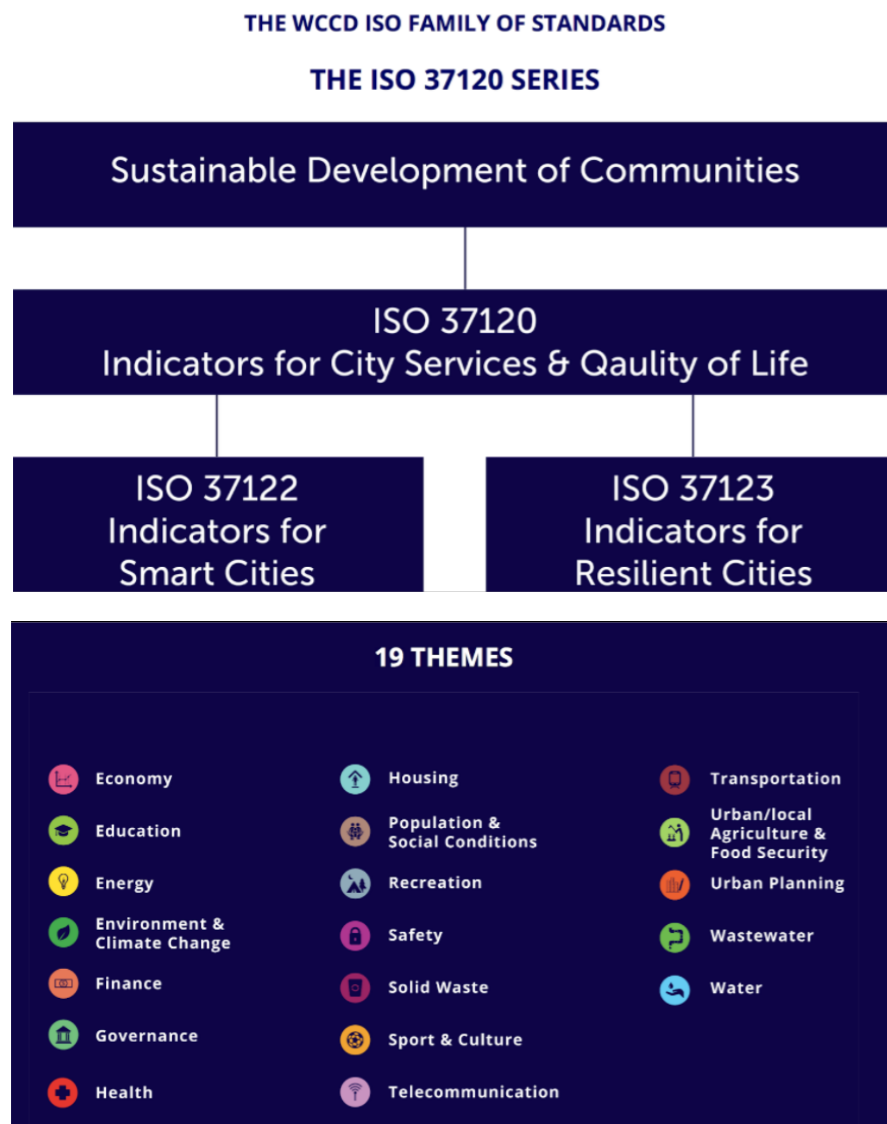 THE WCCD ISO FAMILY OF STANDARDS
THE ISO 37120 SERIES
Sustainable Development of Communities
ISO 37120
Indicators for City Services & Qaulity of Life
ISO 37122
Indicators for
Smart Cities
ISO 37123
Indicators for
Resilient Cities
19 THEMES
Economy
Education
Energy
Environment &
Climate Change
Finance
Governance
Health
Housing
Population &
Social Conditions
Recreation
Safety
Solid Waste
Sport & Culture
Telecommunication
Transportation
Urban/local
Agriculture &
Food Security
Urban Planning
Wastewater
Water